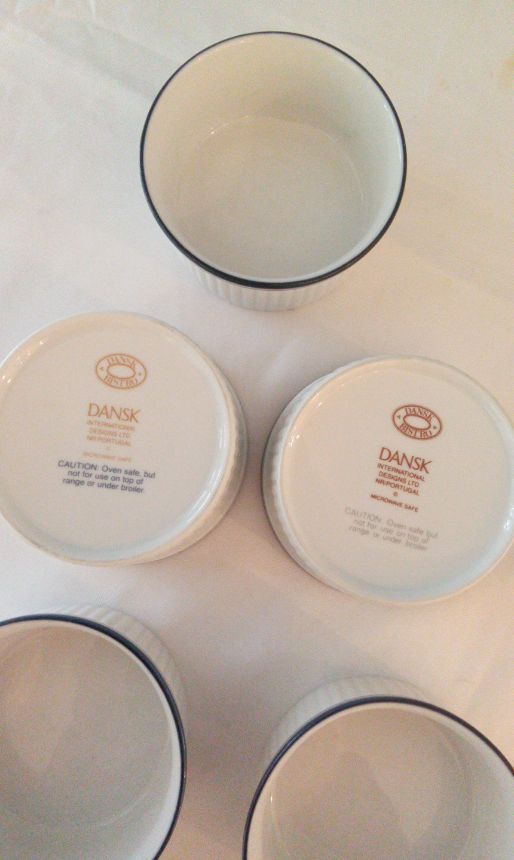 DANSK
BISTRO
DANSK
INTERNATIONAL
DESIGNS LTD.
NR/PORTUGAL
©
MICROWAVE SAFE
CAUTION: Oven safe, but
not for use on top of
range or under broiler.
DANSK
BISTRO
DANSK
INTERNATIONAL
DESIGNS LTD
NR/PORTUGAL
©
MICROWAVE SAFE
CAUTION: Oven safe but
not for use on top of
range or under broiler